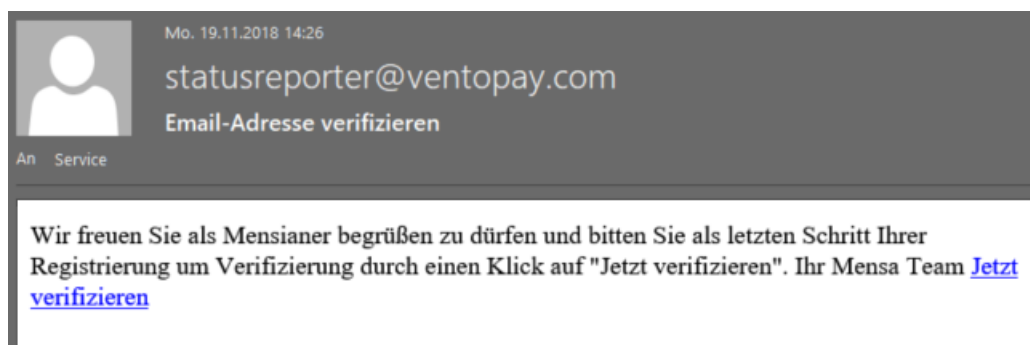 Mo. 19.11.2018 14:26
statusreporter@ventopay.com
Email-Adresse verifizieren
An Service
Wir freuen Sie als Mensianer begrüßen zu dürfen und bitten Sie als letzten Schritt Ihrer
Registrierung um Verifizierung durch einen Klick auf "Jetzt verifizieren". Ihr Mensa Team Jetzt
verifizieren